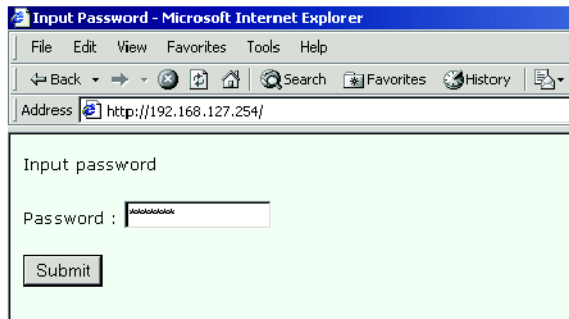 Input Password - Microsoft Internet Explorer
File Edit View Favorites Tools Help
Back Search Favorites History
Address http://192.168.127.254/
Input password
Password : ********
Submit